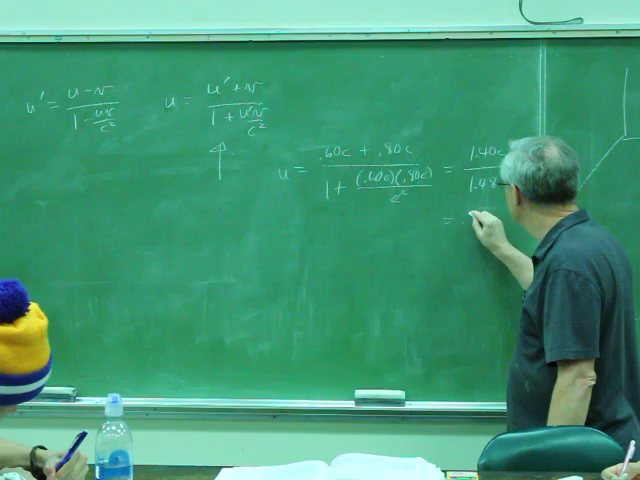 u' = (u - v) / (1 - uv/c²)    u = (u' + v) / (1 + u'v/c²)
u = (.60c + .80c) / (1 + (.60c)(.80c)/c²) = 1.40c / 1.48
= .